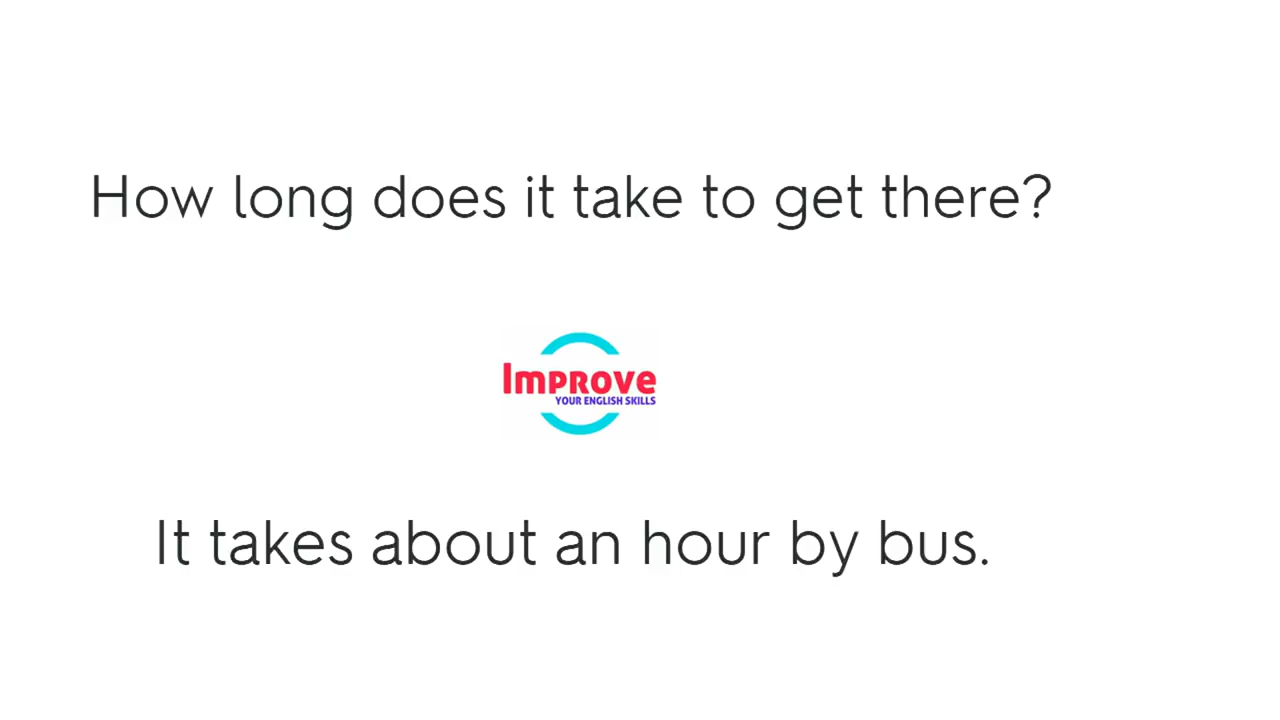 How long does it take to get there?
Improve
YOUR ENGLISH SKILLS
It takes about an hour by bus.